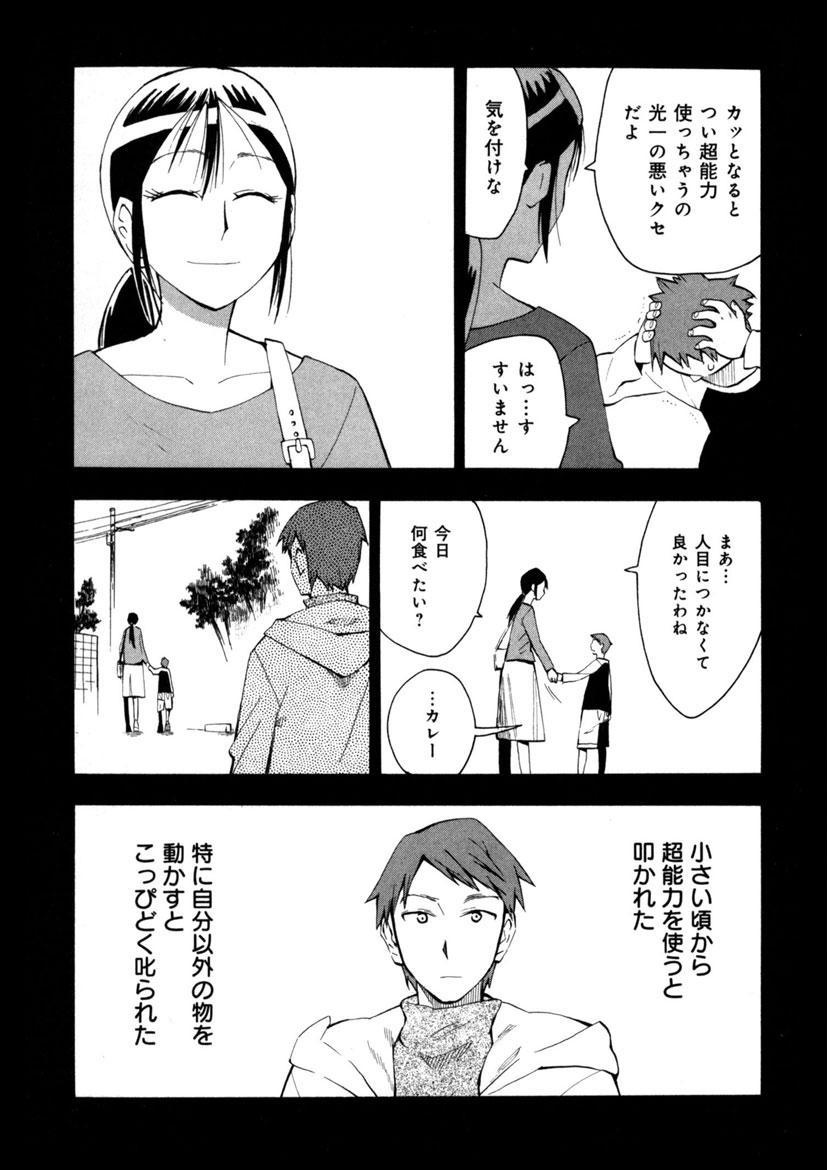 カッとなると
つい超能力
使っちゃうの
光一の悪いクセ
だよ
気を付けな
はっ…す
すいません
まあ…
人目につかなくて
良かったわね
今日
何食べたい？
…カレー
小さい頃から
超能力を使うと
叩かれた
特に自分以外の物を
動かすと
こっぴどく叱られた